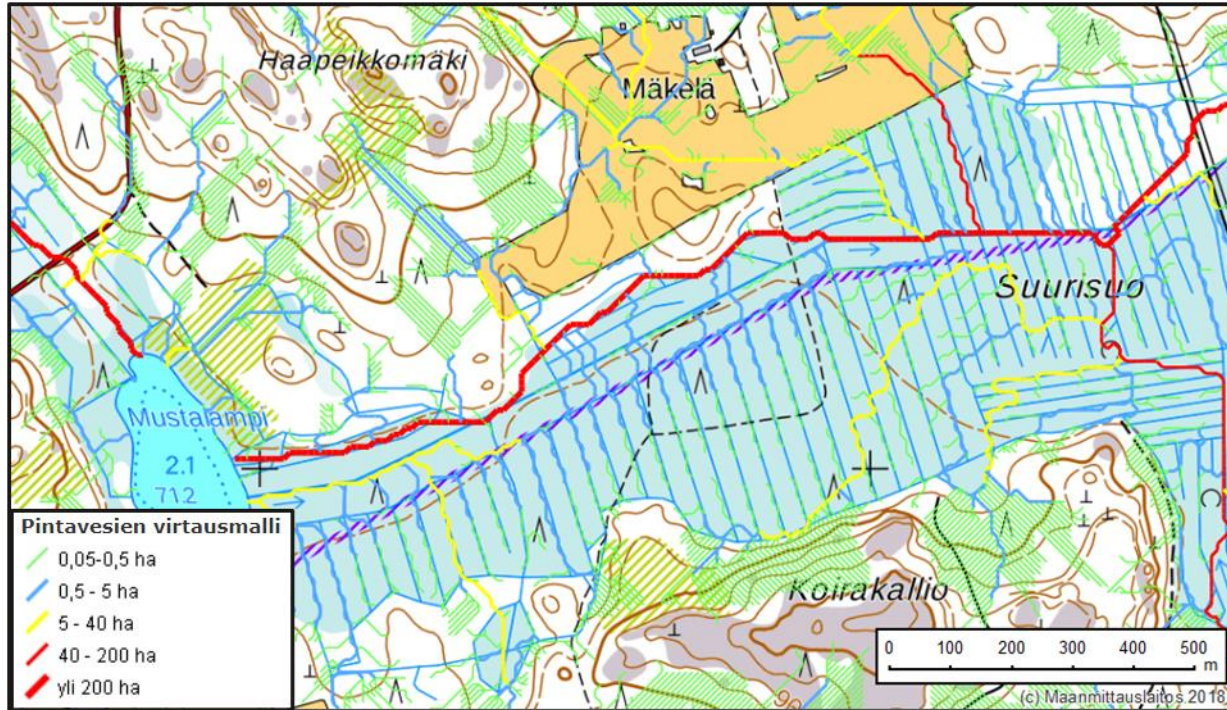 Haapeikkomäki
Mäkelä
Suurisuo
Mustalampi
2.1
71.2
Koirakallio
Pintavesien virtausmalli
0,05-0,5 ha
0,5 - 5 ha
5 - 40 ha
40 - 200 ha
yli 200 ha
0 100 200 300 400 500
m
(c) Maanmittauslaitos 2018